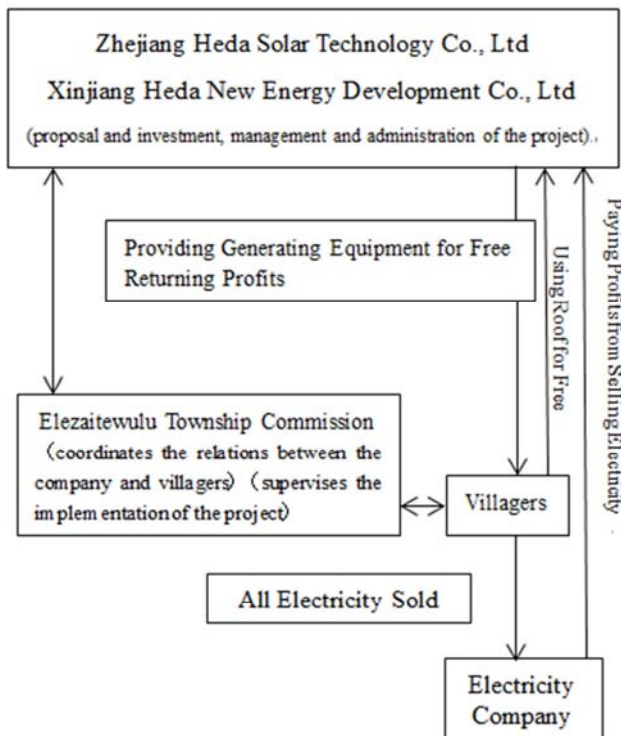 Zhejiang Heda Solar Technology Co., Ltd
Xinjiang Heda New Energy Development Co., Ltd
(proposal and investment, management and administration of the project).
Providing Generating Equipment for Free
Returning Profits
Using Roof for Free
Paying Profits from Selling Electricity
Elezaitewulu Township Commission
（coordinates the relations between the
company and villagers）（supervises the
implementation of the project）
Villagers
All Electricity Sold
Electricity
Company